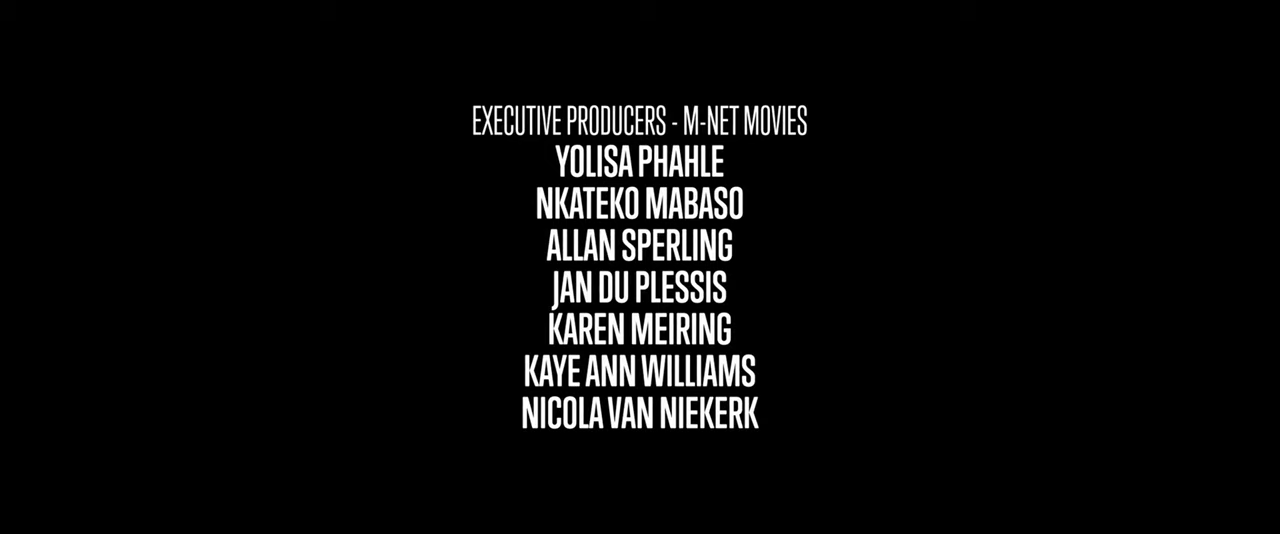 EXECUTIVE PRODUCERS - M-NET MOVIES
YOLISA PHAHLE
NKATEKO MABASO
ALLAN SPERLING
JAN DU PLESSIS
KAREN MEIRING
KAYE ANN WILLIAMS
NICOLA VAN NIEKERK